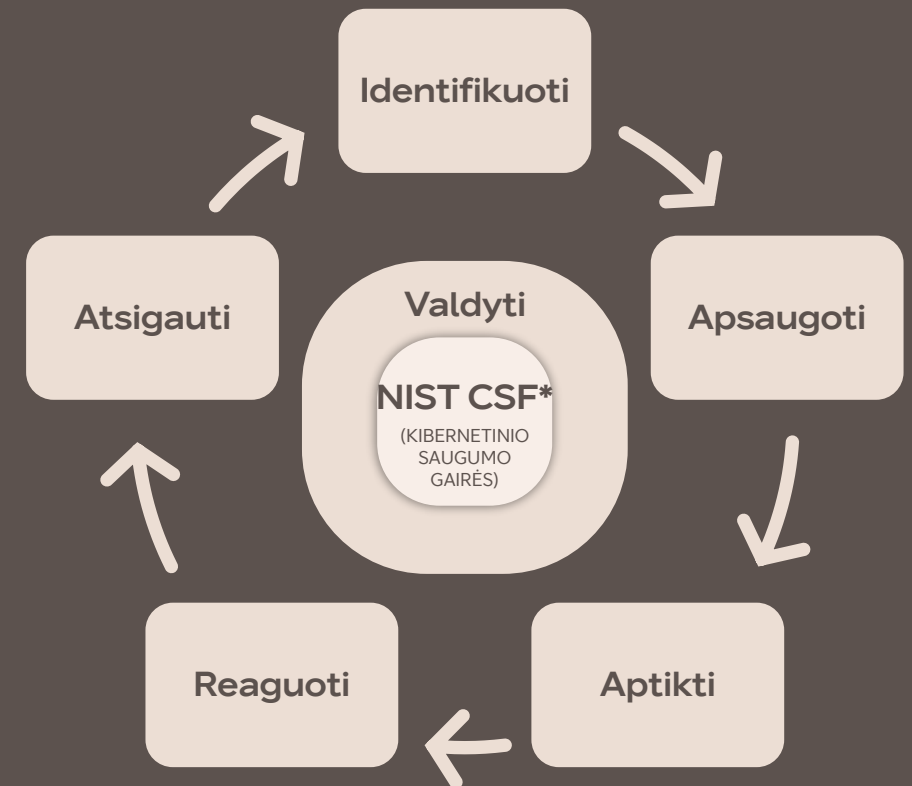 Identifikuoti
Atsigauti
Valdyti
Apsaugoti
NIST CSF*
(KIBERNETINIO
SAUGUMO
GAIRĖS)
Reaguoti
Aptikti